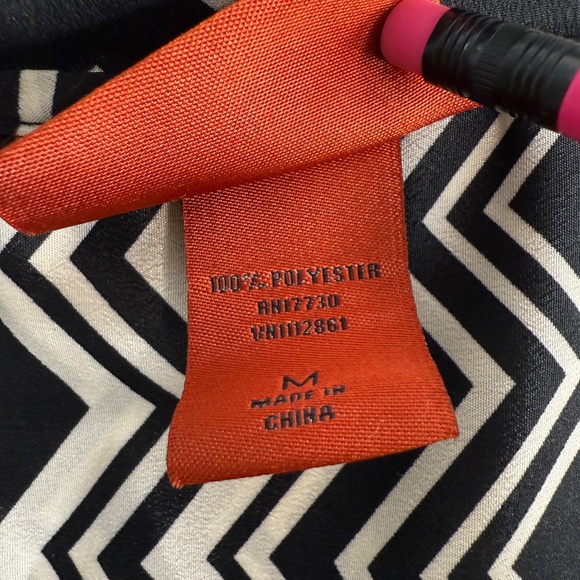 100% POLYESTER
RN17730
VN1112861
M
MADE IN
CHINA